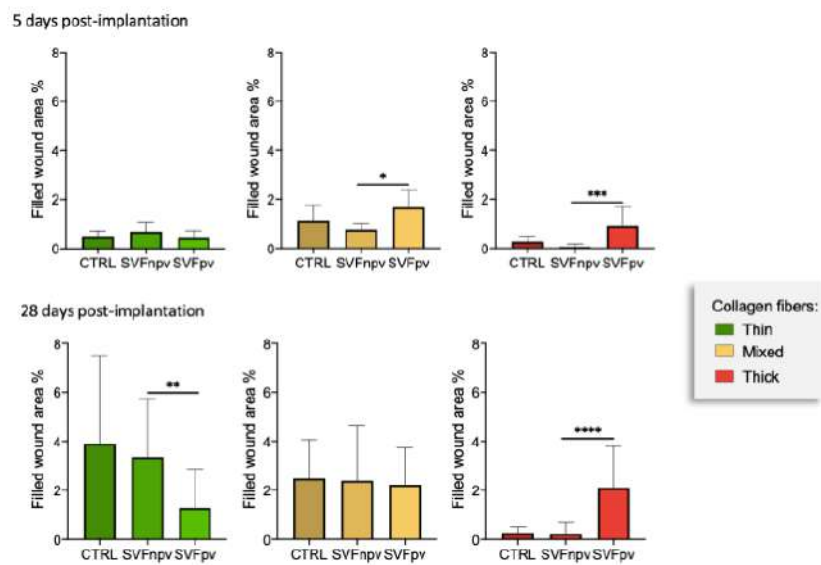 5 days post-implantation
Filled wound area %
8
6
4
2
0
CTRL SVFnpv SVFpv
Filled wound area %
8
6
4
2
0
*
CTRL SVFnpv SVFpv
Filled wound area %
8
6
4
2
0
***
CTRL SVFnpv SVFpv
28 days post-implantation
Filled wound area %
8
6
4
2
0
**
CTRL SVFnpv SVFpv
Filled wound area %
8
6
4
2
0
CTRL SVFnpv SVFpv
Filled wound area %
8
6
4
2
0
****
CTRL SVFnpv SVFpv
Collagen fibers:
Thin
Mixed
Thick